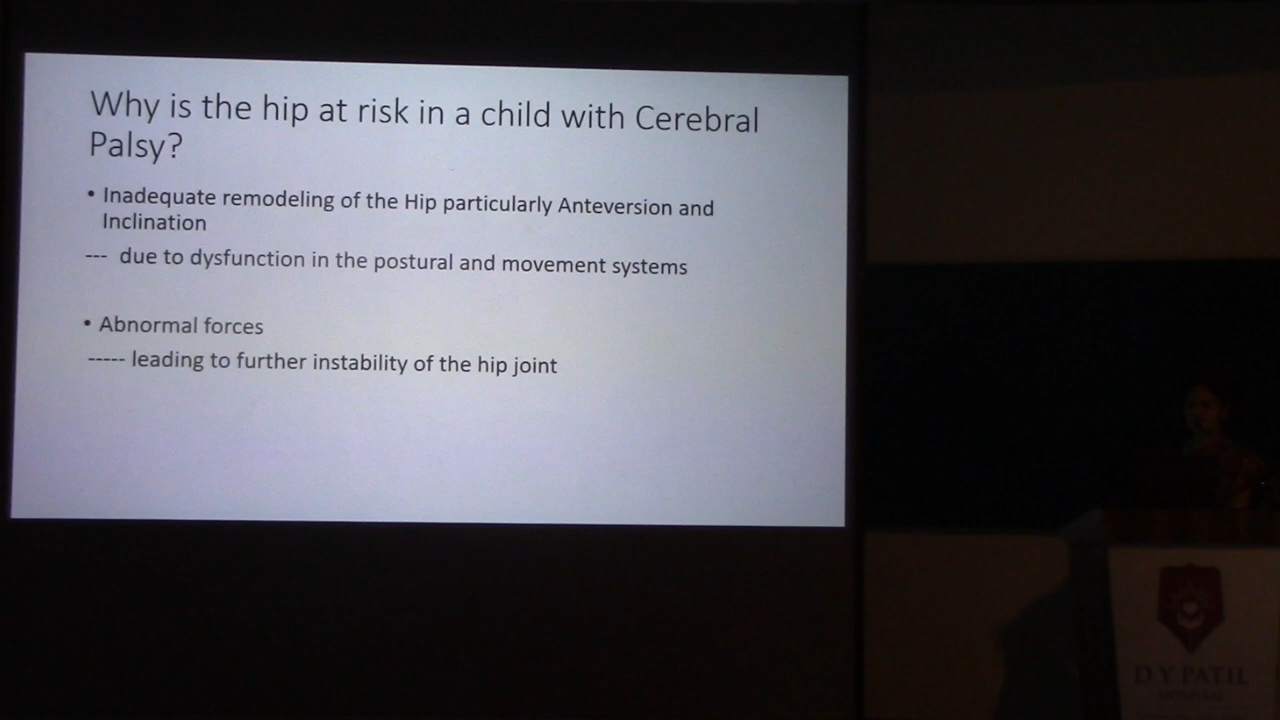 Why is the hip at risk in a child with Cerebral
Palsy?
• Inadequate remodeling of the Hip particularly Anteversion and
Inclination
--- due to dysfunction in the postural and movement systems
• Abnormal forces
----- leading to further instability of the hip joint
D Y PATIL
HOSPITAL